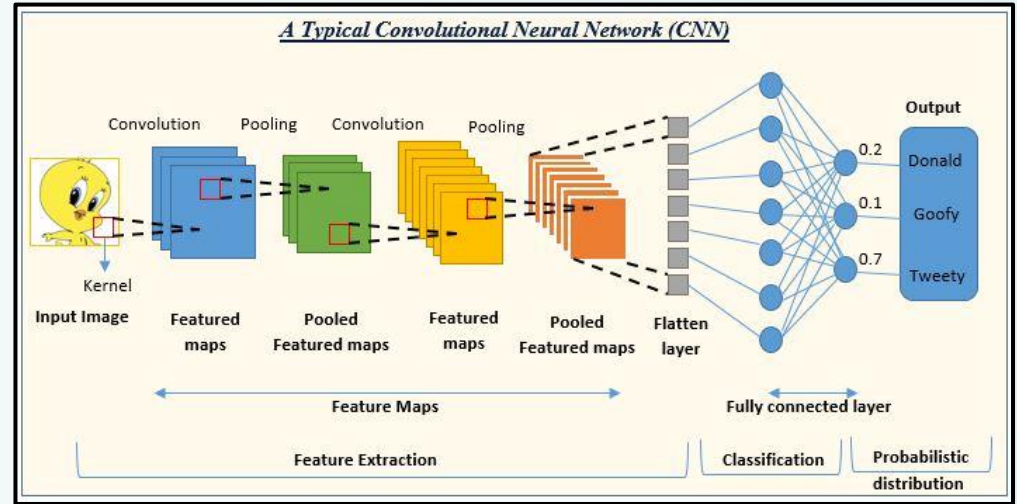 A Typical Convolutional Neural Network (CNN)
Convolution
Pooling
Convolution
Pooling
Output
0.2
Donald
0.1
Goofy
0.7
Tweety
Kernel
Input Image
Featured
maps
Pooled
Featured maps
Featured
maps
Pooled
Featured maps
Flatten
layer
Feature Maps
Fully connected layer
Feature Extraction
Classification
Probabilistic
distribution